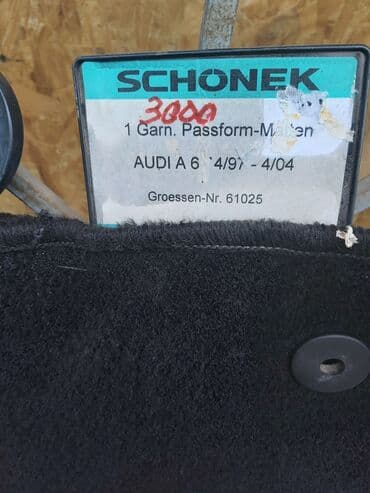 SCHONEK
3000
1 Garn. Passform-Matten
AUDI A 6 4/97 - 4/04
Groessen-Nr. 61025